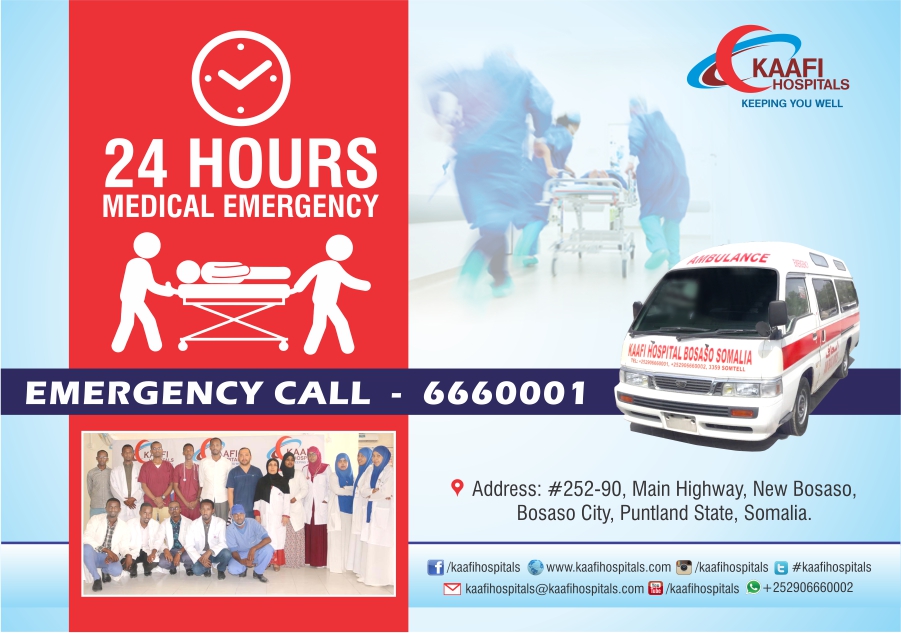 24 HOURS
MEDICAL EMERGENCY
KAAFI
HOSPITALS
KEEPING YOU WELL
AMBULANCE
KAAFI HOSPITAL BOSASO SOMALIA
EMERGENCY CALL - 6660001
KAAFI
HOSPITALS
Address: #252-90, Main Highway, New Bosaso,
Bosaso City, Puntland State, Somalia.
/kaafihospitals www.kaafihospitals.com /kaafihospitals #kaafihospitals
kaafihospitals@kaafihospitals.com /kaafihospitals +252906660002